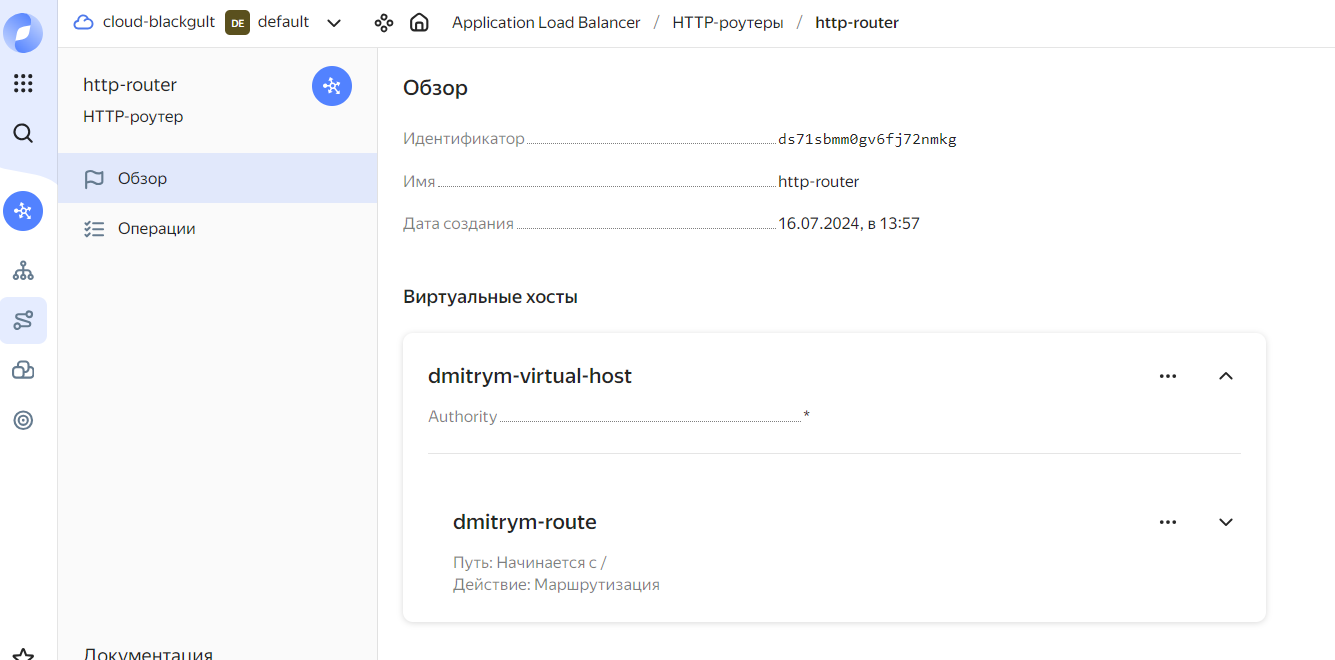 cloud-blackgult DE default Application Load Balancer / HTTP-роутеры / http-router
http-router
HTTP-роутер
Обзор
Операции
Документация
Обзор
Идентификатор ds71sbmm0gv6fj72nmkg
Имя http-router
Дата создания 16.07.2024, в 13:57
Виртуальные хосты
dmitrym-virtual-host
Authority *
dmitrym-route
Путь: Начинается с /
Действие: Маршрутизация